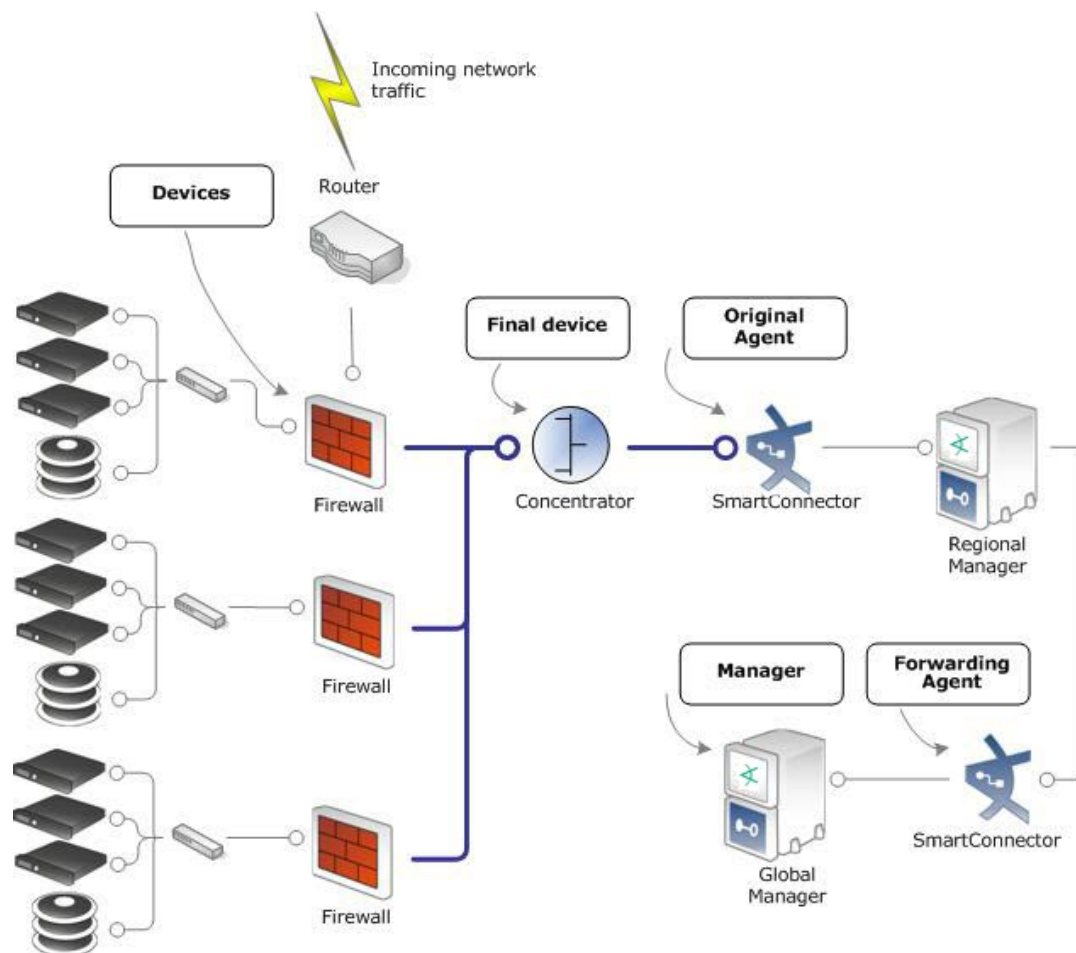 Incoming network
traffic
Devices
Router
Final device
Original
Agent
Firewall
Concentrator
SmartConnector
Regional
Manager
Firewall
Manager
Forwarding
Agent
SmartConnector
Global
Manager
Firewall